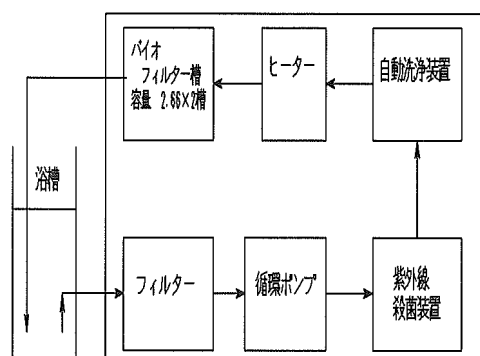 バイオ
フィルター槽
容量 2.66×2槽
ヒーター
自動洗浄装置
浴槽
フィルター
循環ポンプ
紫外線
殺菌装置